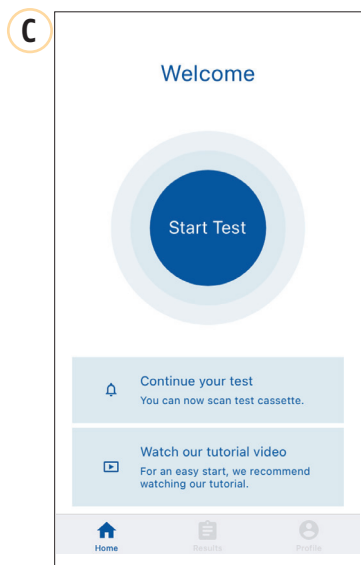 C
Welcome
Start Test
Continue your test
You can now scan test cassette.
Watch our tutorial video
For an easy start, we recommend
watching our tutorial.
Home Results Profile